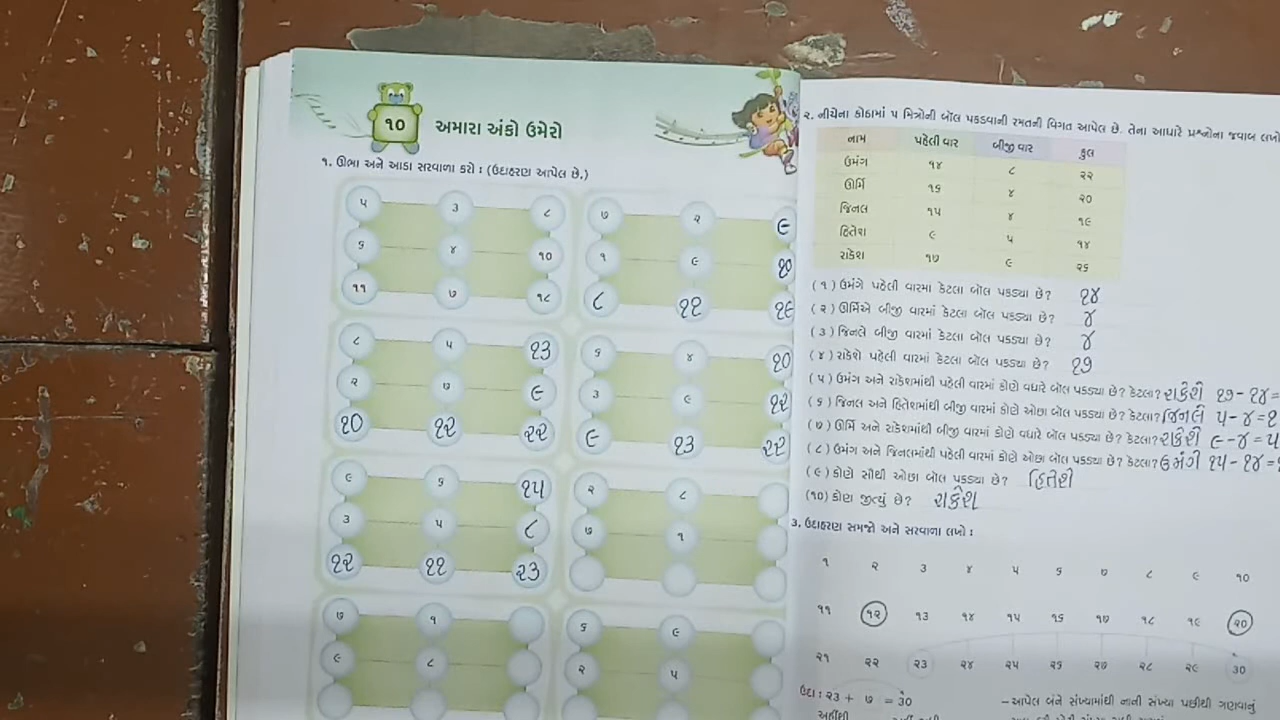 ૧૦
અમારા અંકો ઉમેરો
૧. ઊભા અને આડા સરવાળા કરો : (ઉદાહરણ આપેલ છે.)
૫ ૩ ૮
૬ ૪ ૧૦
૧૧ ૭ ૧૮
૭ ૨ ૯
૧ ૯ ૧૦
૮ ૧૧ ૧૯
૮ ૫ ૧૩
૨ ૭ ૯
૧૦ ૧૨ ૨૨
૬ ૪ ૧૦
૩ ૯ ૧૨
૯ ૧૩ ૨૨
૯ ૬ ૧૫
૩ ૫ ૮
૧૨ ૧૧ ૨૩
૨ ૮
૭ ૧
૭ ૧
૯ ૮
૬ ૯
૨ ૫
૨. નીચેના કોઠામાં ૫ મિત્રોની બૉલ પકડવાની રમતની વિગત આપેલ છે. તેના આધારે પ્રશ્નોના જવાબ લખો
નામ પહેલી વાર બીજી વાર કુલ
ઉમંગ ૧૪ ૮ ૨૨
ઊર્મિ ૧૬ ૪ ૨૦
જિનલ ૧૫ ૪ ૧૯
હિતેશ ૯ ૫ ૧૪
રાકેશ ૧૭ ૯ ૨૬
(૧) ઉમંગે પહેલી વારમાં કેટલા બૉલ પકડ્યા છે? ૧૪
(૨) ઊર્મિએ બીજી વારમાં કેટલા બૉલ પકડ્યા છે? ૪
(૩) જિનલે બીજી વારમાં કેટલા બૉલ પકડ્યા છે? ૪
(૪) રાકેશે પહેલી વારમાં કેટલા બૉલ પકડ્યા છે? ૧૭
(૫) ઉમંગ અને રાકેશમાંથી પહેલી વારમાં કોણે વધારે બૉલ પકડ્યા છે? કેટલા? રાકેશે ૧૭-૧૪=
(૬) જિનલ અને હિતેશમાંથી બીજી વારમાં કોણે ઓછા બૉલ પકડ્યા છે? કેટલા? જિનલે ૫-૪=૧
(૭) ઊર્મિ અને રાકેશમાંથી બીજી વારમાં કોણે વધારે બૉલ પકડ્યા છે? કેટલા? રાકેશે ૯-૪=૫
(૮) ઉમંગ અને જિનલમાંથી પહેલી વારમાં કોણે ઓછા બૉલ પકડ્યા છે? કેટલા? ઉમંગે ૧૫-૧૪=
(૯) કોણે સૌથી ઓછા બૉલ પકડ્યા છે? હિતેશે
(૧૦) કોણ જીત્યું છે? રાકેશ
૩. ઉદાહરણ સમજો અને સરવાળા લખો :
૧ ૨ ૩ ૪ ૫ ૬ ૭ ૮ ૯ ૧૦
૧૧ ૧૨ ૧૩ ૧૪ ૧૫ ૧૬ ૧૭ ૧૮ ૧૯ ૨૦
૨૧ ૨૨ ૨૩ ૨૪ ૨૫ ૨૬ ૨૭ ૨૮ ૨૯ ૩૦
ઉદા : ૨૩ + ૭ = ૩૦ – આપેલ બંને સંખ્યામાંથી નાની સંખ્યા પછીથી ગણવાનું
અહીંથી